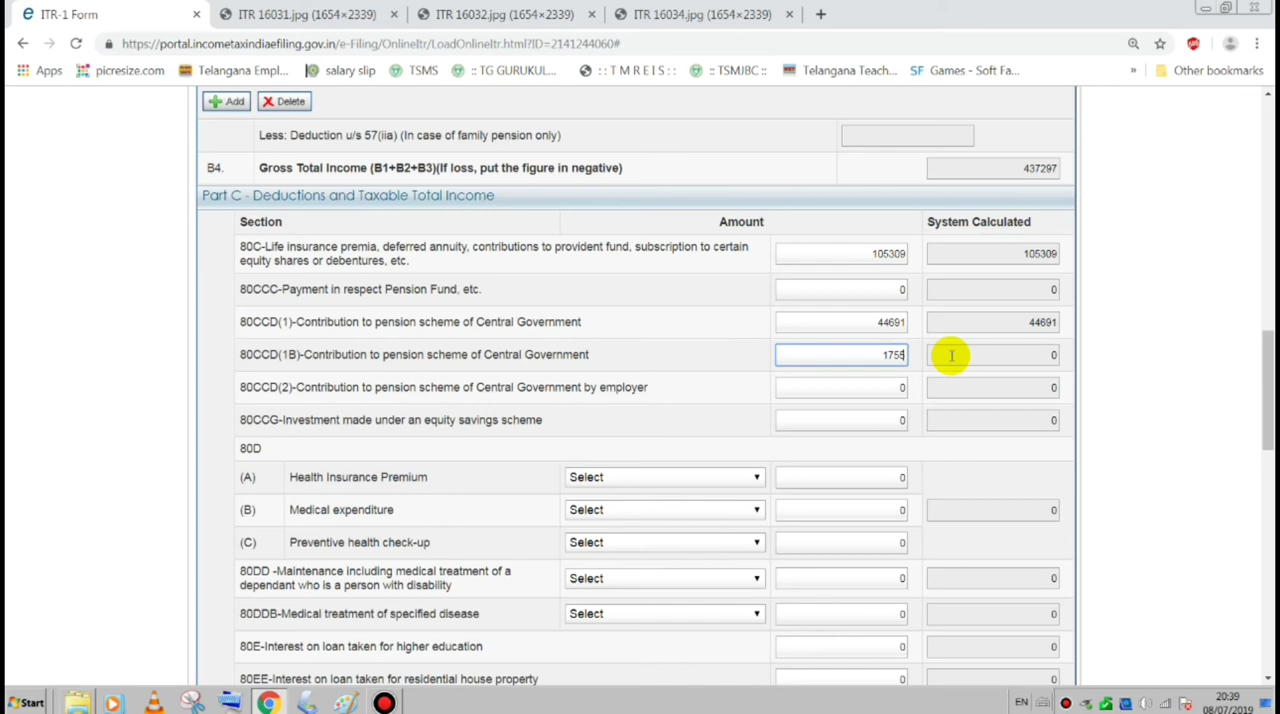 ITR-1 Form
ITR 16031.jpg (1654×2339)
ITR 16032.jpg (1654×2339)
ITR 16034.jpg (1654×2339)
https://portal.incometaxindiaefiling.gov.in/e-Filing/OnlineItr/LoadOnlineItr.html?ID=2141244060#
Apps picresize.com Telangana Empl... salary slip TSMS :: TG GURUKUL... : : T M R E I S : : :: TSMJBC :: Telangana Teach... SF Games - Soft Fa... » Other bookmarks
Add Delete
Less: Deduction u/s 57(iia) (In case of family pension only)
B4. Gross Total Income (B1+B2+B3)(If loss, put the figure in negative) 437297
Part C - Deductions and Taxable Total Income
Section Amount System Calculated
80C-Life insurance premia, deferred annuity, contributions to provident fund, subscription to certain
equity shares or debentures, etc. 105309 105309
80CCC-Payment in respect Pension Fund, etc. 0 0
80CCD(1)-Contribution to pension scheme of Central Government 44691 44691
80CCD(1B)-Contribution to pension scheme of Central Government 1755 0
80CCD(2)-Contribution to pension scheme of Central Government by employer 0 0
80CCG-Investment made under an equity savings scheme 0 0
80D
(A) Health Insurance Premium Select 0
(B) Medical expenditure Select 0 0
(C) Preventive health check-up Select 0
80DD -Maintenance including medical treatment of a
dependant who is a person with disability Select 0 0
80DDB-Medical treatment of specified disease Select 0 0
80E-Interest on loan taken for higher education 0 0
80EE-Interest on loan taken for residential house property 0 0
Start EN 20:39
08/07/2019